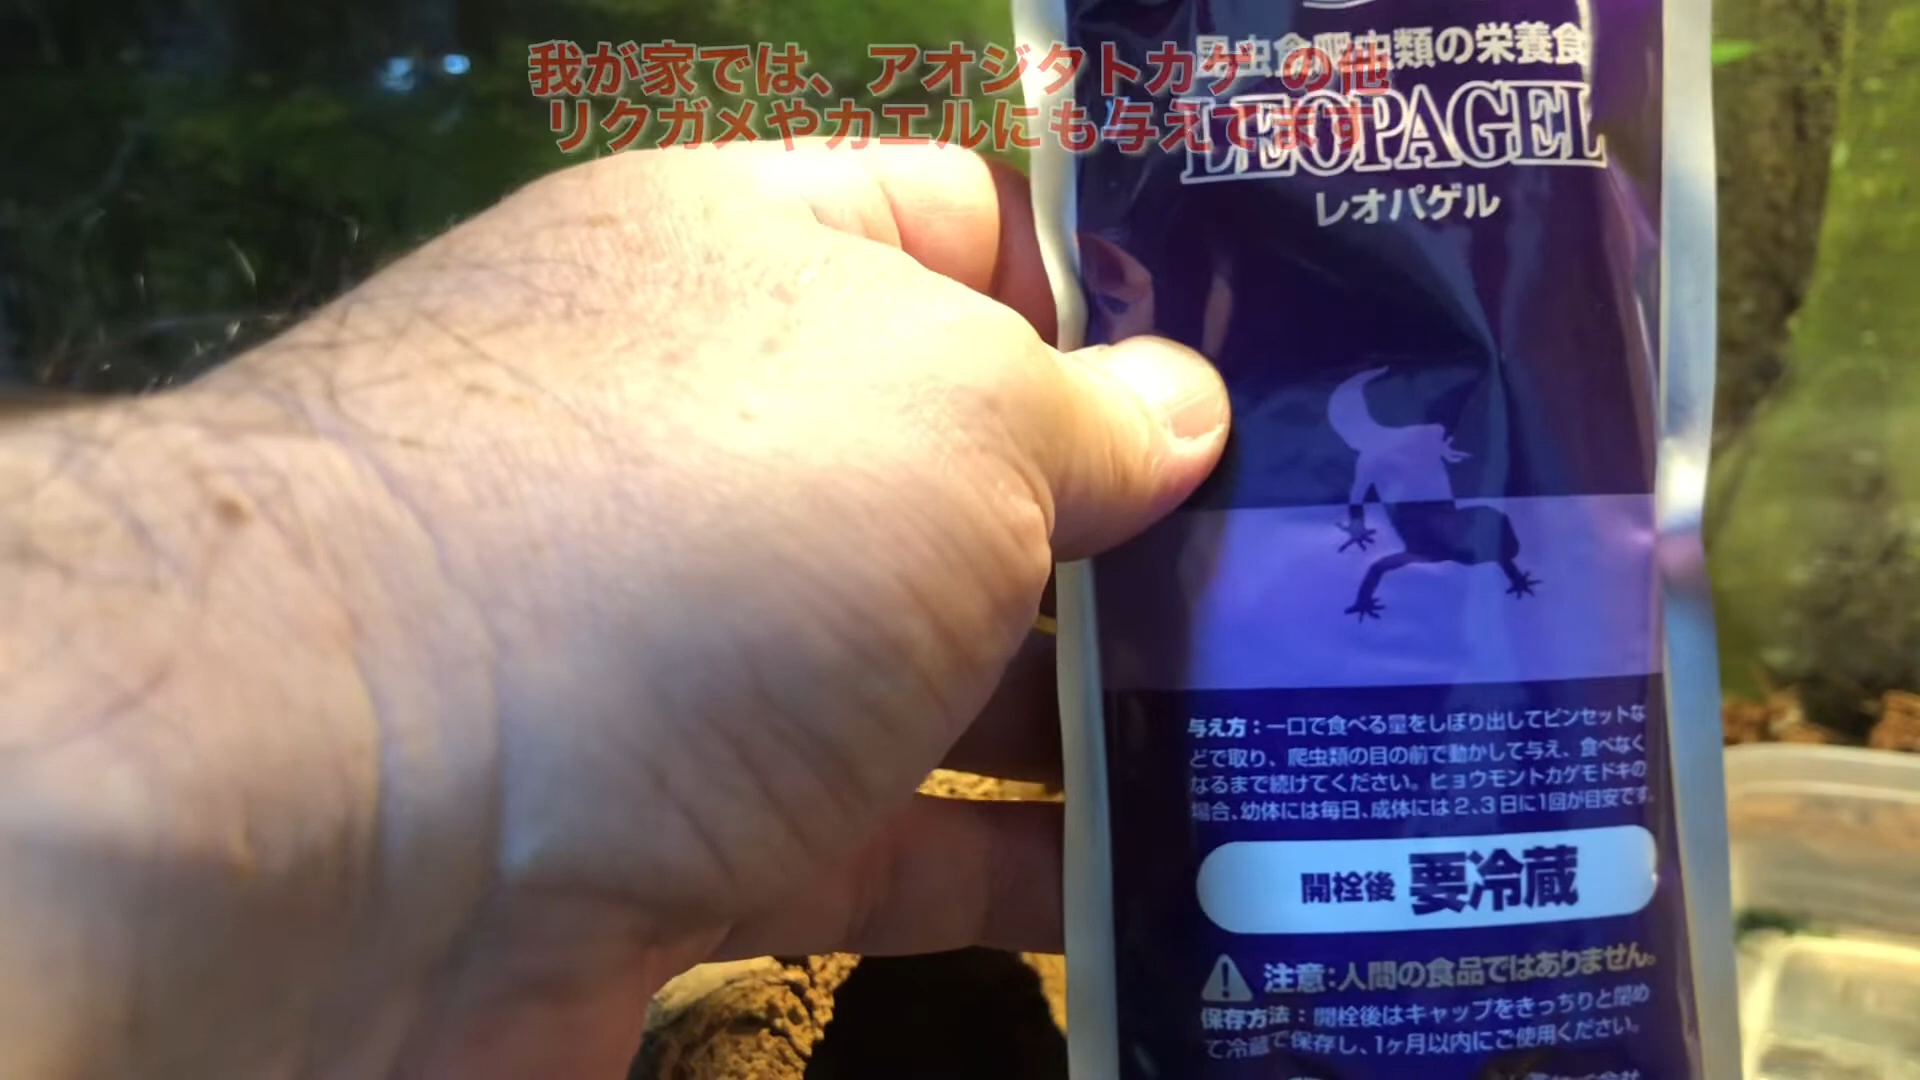 我が家では、アオジタトカゲ の他
リクガメやカエルにも与えてます
昆虫食爬虫類の栄養食
LEOPAGEL
レオパゲル
与え方：一口で食べる量をしぼり出してピンセットな
どで取り、爬虫類の目の前で動かして与え、食べなく
なるまで続けてください。ヒョウモントカゲモドキの
場合、幼体には毎日、成体には2、3日に1回が目安です。
開栓後 要冷蔵
注意：人間の食品ではありません。
保存方法：開栓後はキャップをきっちりと閉め
て冷蔵で保存し、1ヶ月以内にご使用ください。